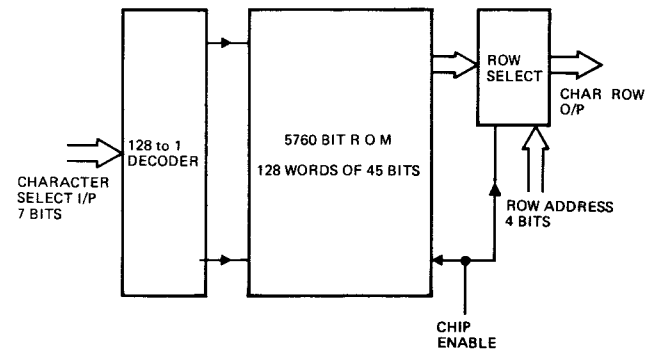 128 to 1
DECODER
CHARACTER
SELECT I/P
7 BITS
5760 BIT R O M
128 WORDS OF 45 BITS
ROW
SELECT
CHAR ROW
O/P
ROW ADDRESS
4 BITS
CHIP
ENABLE